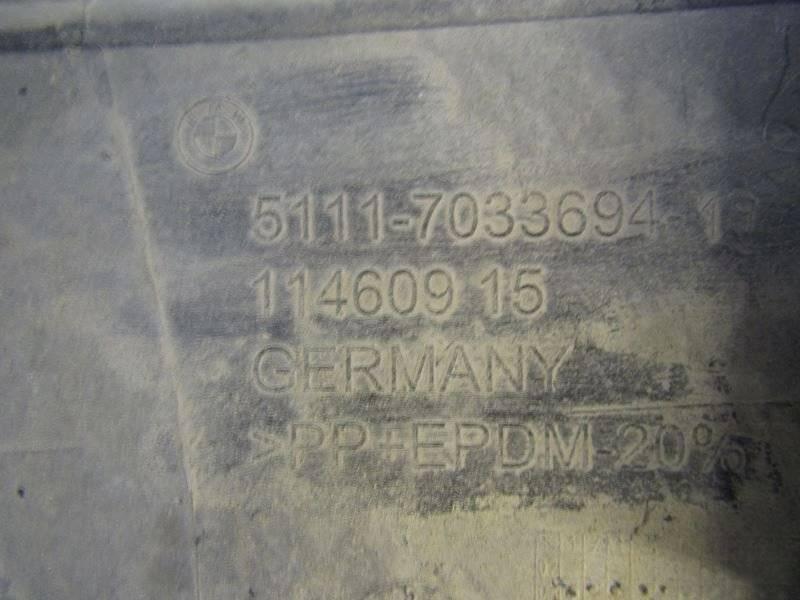 5111-7033694-
114609 15
GERMANY
>PP+EPDM-20%